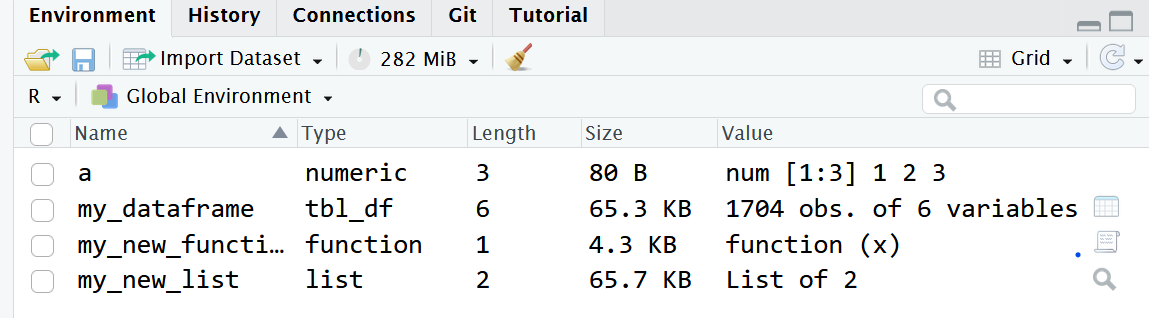 Environment History Connections Git Tutorial
Import Dataset 282 MiB Grid
R Global Environment
Name Type Length Size Value
a numeric 3 80 B num [1:3] 1 2 3
my_dataframe tbl_df 6 65.3 KB 1704 obs. of 6 variables
my_new_functi… function 1 4.3 KB function (x)
my_new_list list 2 65.7 KB List of 2